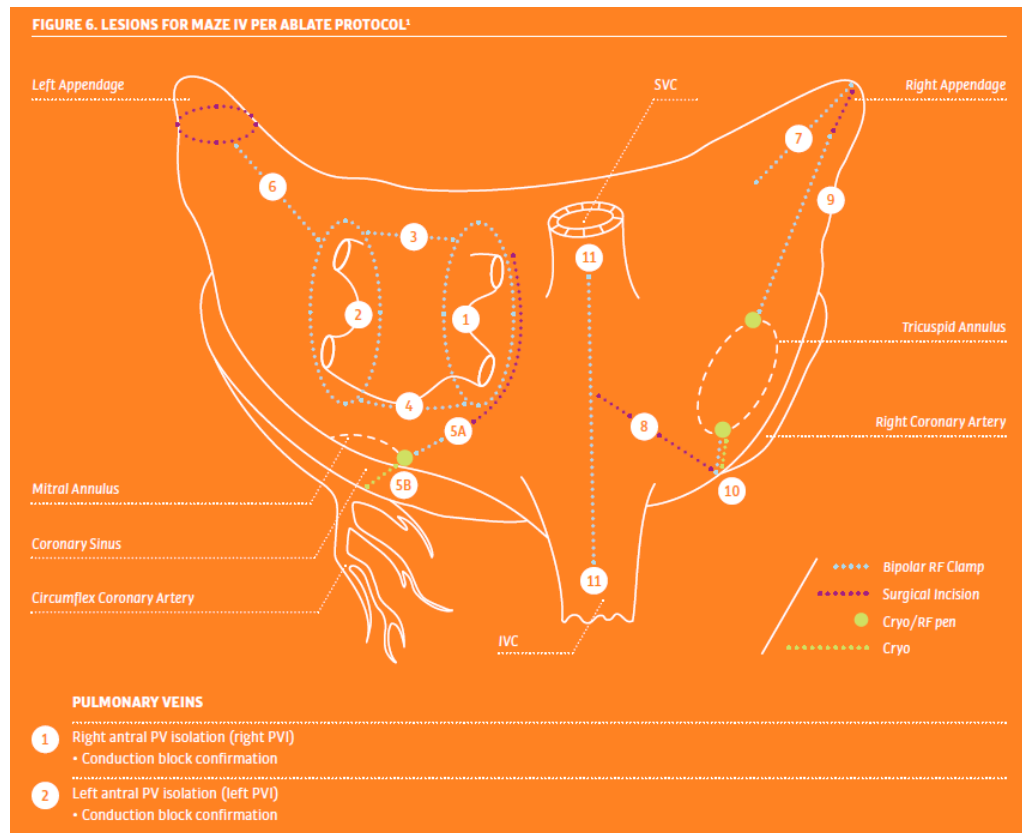 FIGURE 6. LESIONS FOR MAZE IV PER ABLATE PROTOCOL¹
Left Appendage
SVC
Right Appendage
7
6
9
3
11
2
1
Tricuspid Annulus
4
Right Coronary Artery
5A
8
5B
10
Mitral Annulus
Coronary Sinus
Bipolar RF Clamp
11
Circumflex Coronary Artery
Surgical Incision
Cryo/RF pen
IVC
Cryo
PULMONARY VEINS
1 Right antral PV isolation (right PVI)
• Conduction block confirmation
2 Left antral PV isolation (left PVI)
• Conduction block confirmation